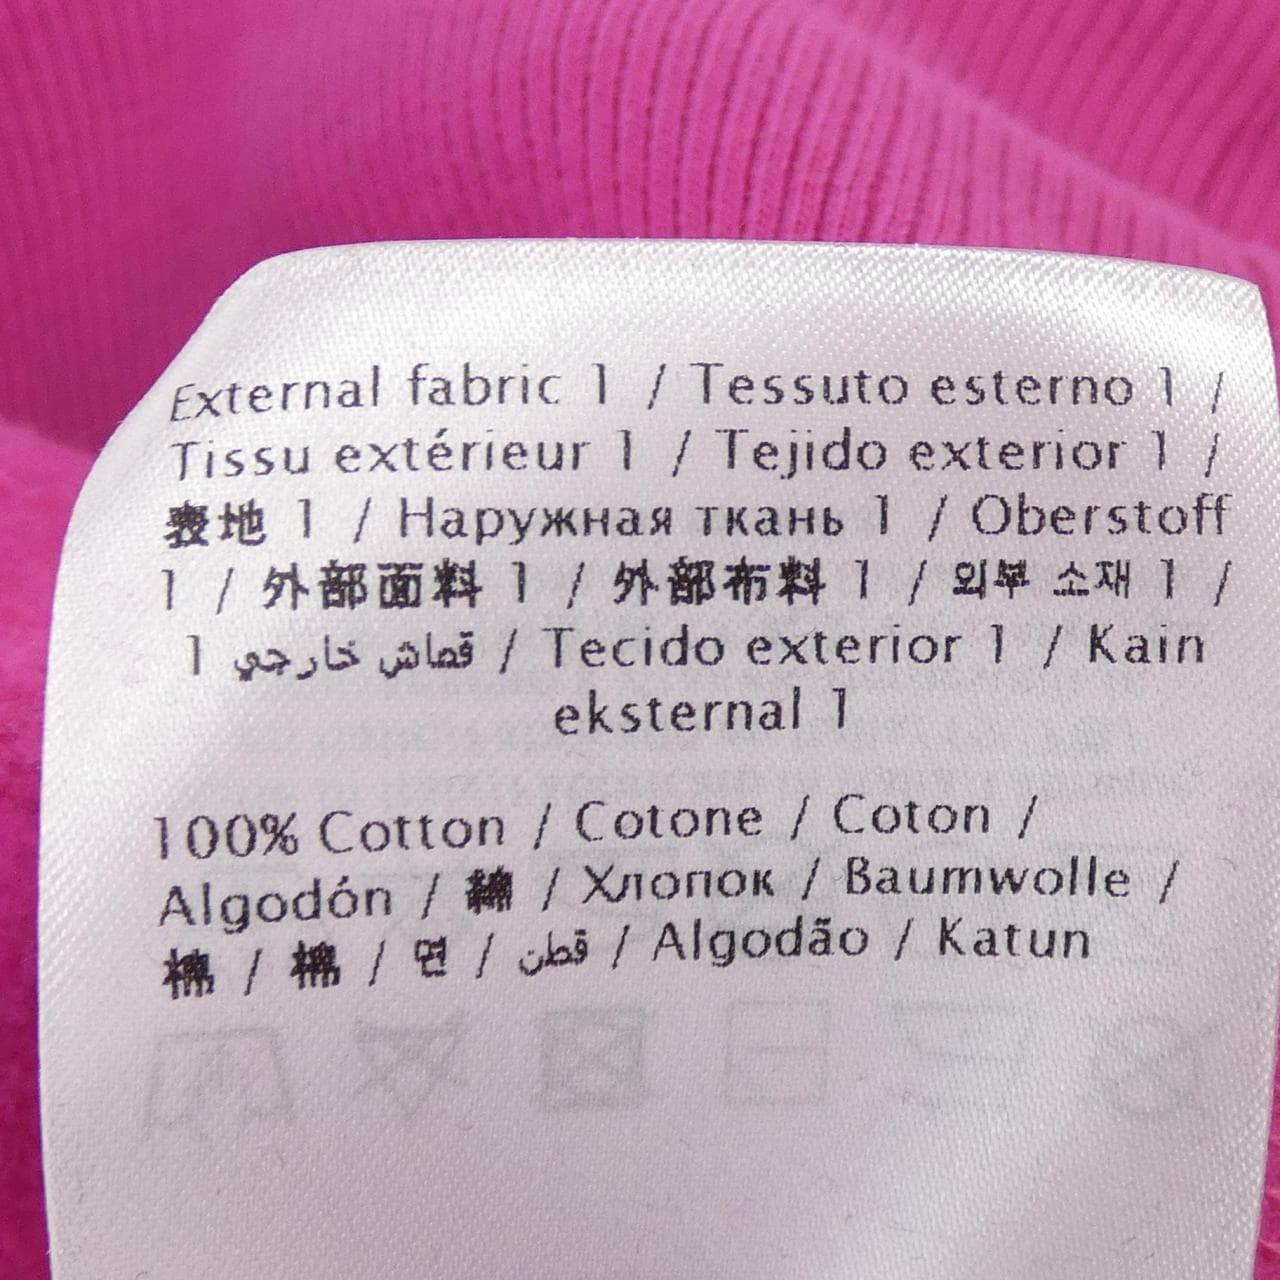 External fabric 1 / Tessuto esterno 1 /
Tissu extérieur 1 / Tejido exterior 1 /
表地 1 / Наружная ткань 1 / Oberstoff
1 / 外部面料 1 / 外部布料 1 / 외부 소재 1 /
قماش خارجي 1 / Tecido exterior 1 / Kain
eksternal 1
100% Cotton / Cotone / Coton /
Algodón / 綿 / Хлопок / Baumwolle /
棉 / 棉 / 면 / قطن / Algodão / Katun